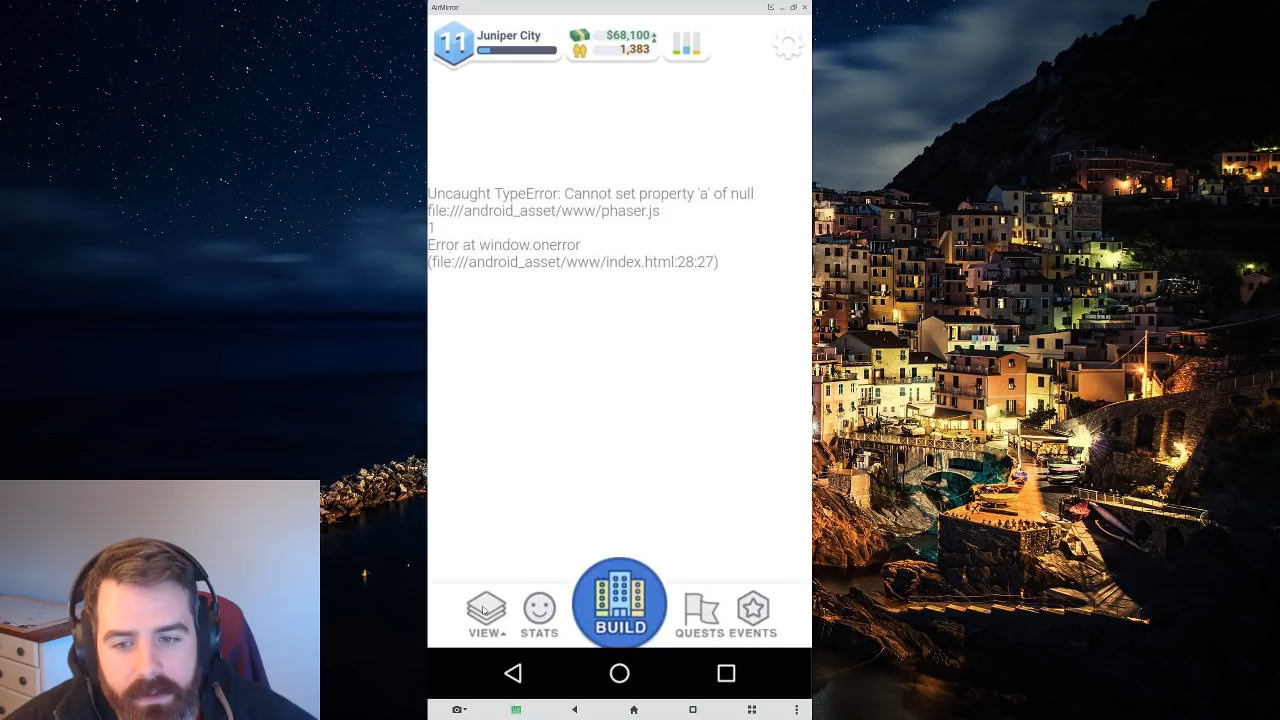 AirMirror
11
Juniper City
$68,100
1,383
Uncaught TypeError: Cannot set property 'a' of null
file:///android_asset/www/phaser.js
1
Error at window.onerror
(file:///android_asset/www/index.html:28:27)
VIEW
STATS
BUILD
QUESTS
EVENTS